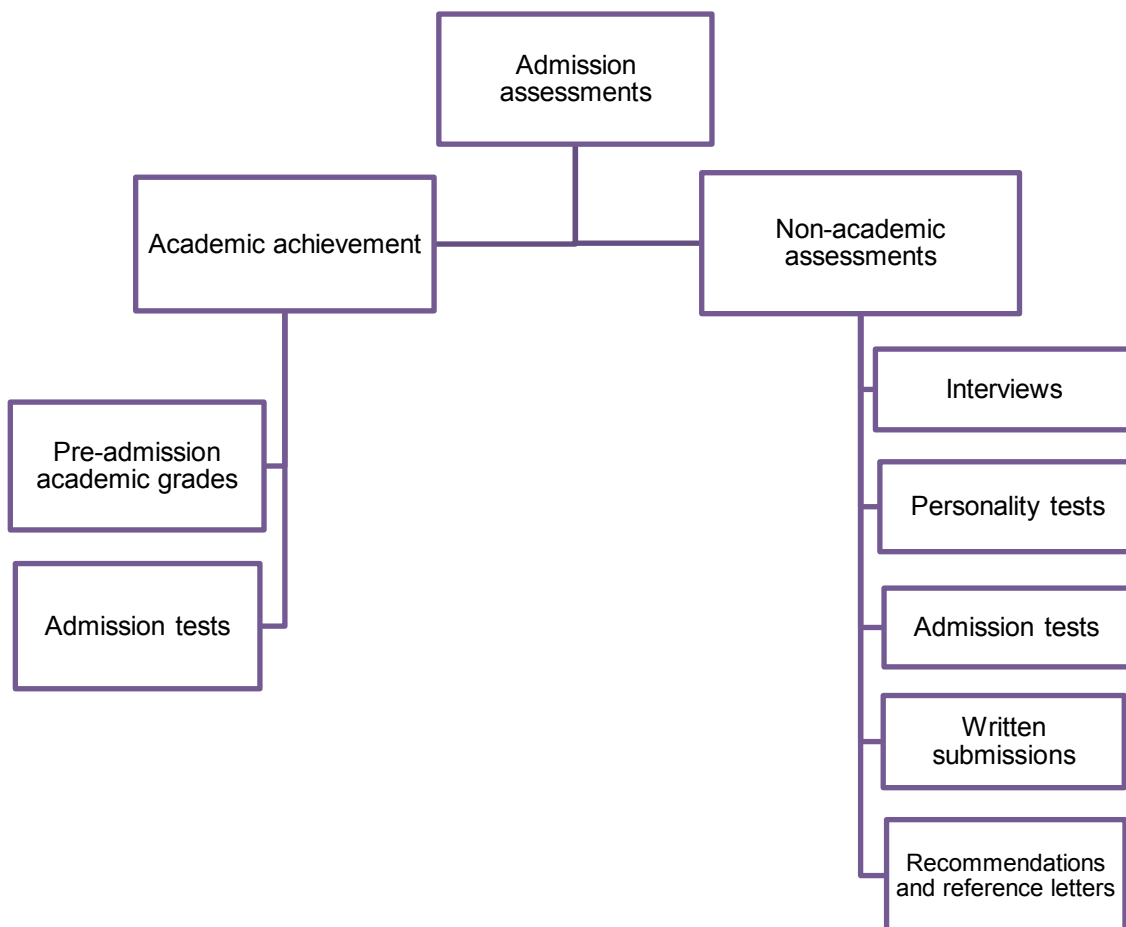 Admission
assessments
Academic achievement
Non-academic
assessments
Pre-admission
academic grades
Admission tests
Interviews
Personality tests
Admission tests
Written
submissions
Recommendations
and reference letters